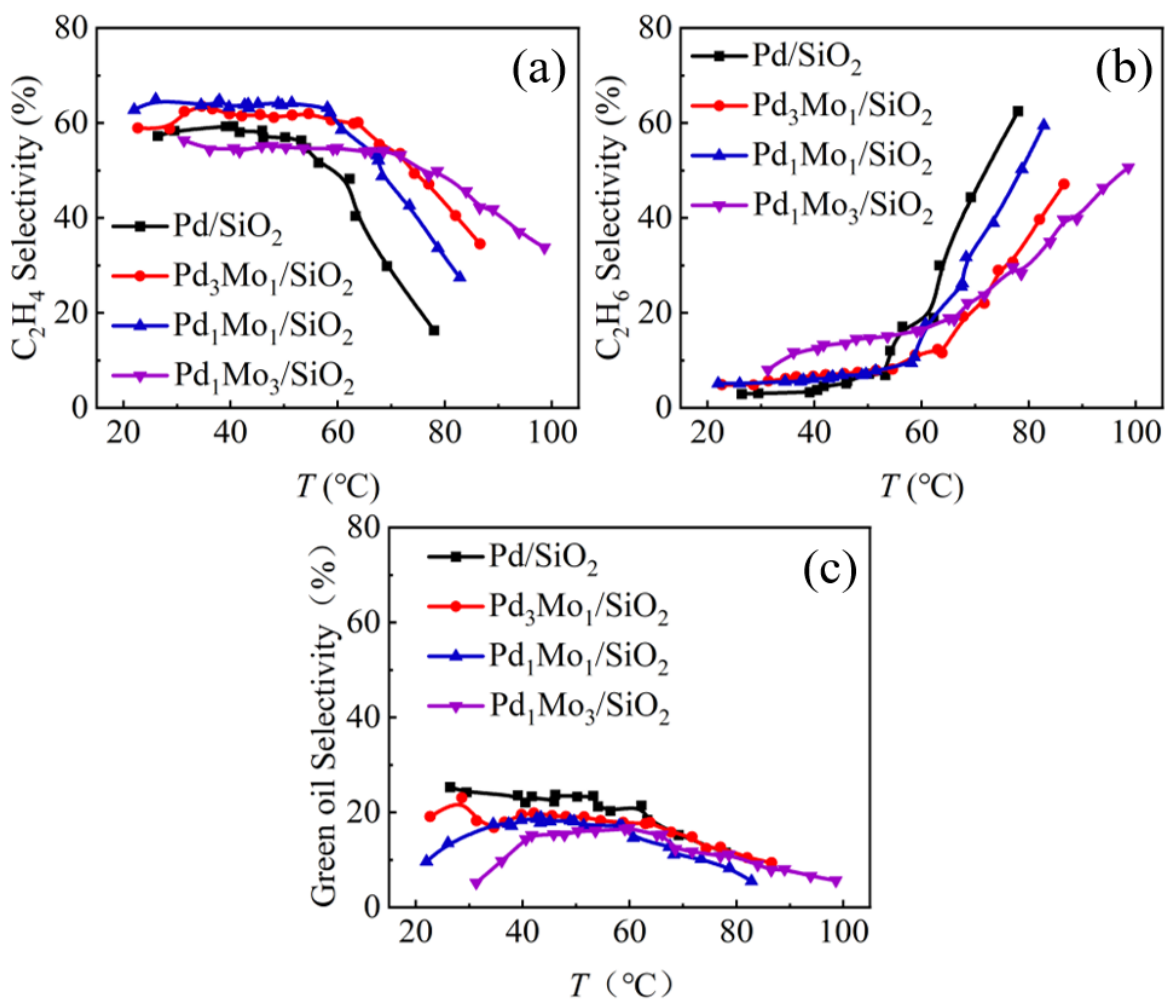 (a)
C₂H₄ Selectivity (%)
80
60
40
20
0
Pd/SiO₂
Pd₃Mo₁/SiO₂
Pd₁Mo₁/SiO₂
Pd₁Mo₃/SiO₂
20 40 60 80 100
T (°C)
(b)
C₂H₆ Selectivity (%)
80
60
40
20
0
Pd/SiO₂
Pd₃Mo₁/SiO₂
Pd₁Mo₁/SiO₂
Pd₁Mo₃/SiO₂
20 40 60 80 100
T (°C)
(c)
Green oil Selectivity（%）
80
60
40
20
0
Pd/SiO₂
Pd₃Mo₁/SiO₂
Pd₁Mo₁/SiO₂
Pd₁Mo₃/SiO₂
20 40 60 80 100
T（℃）